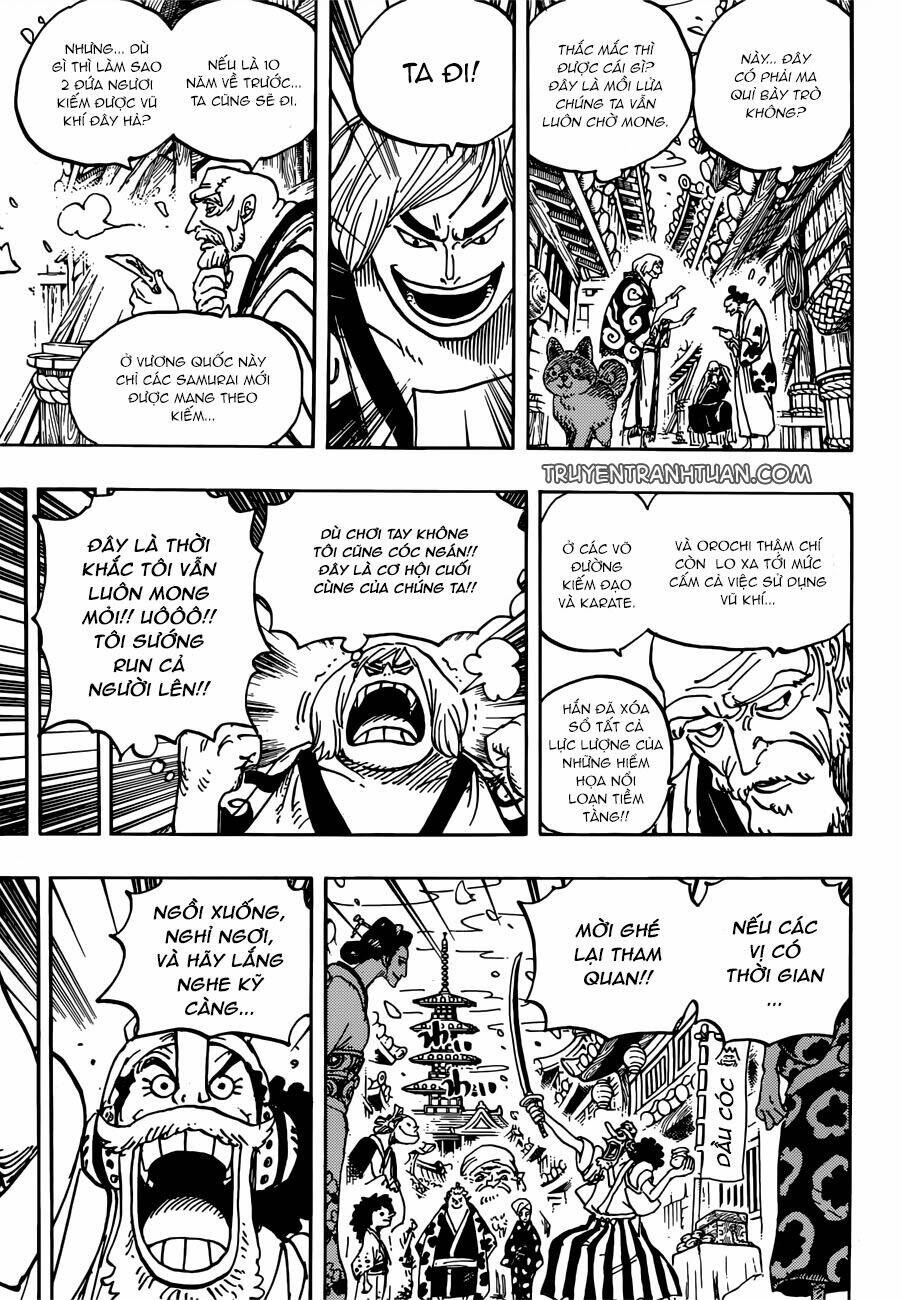 NÀY... ĐÂY
CÓ PHẢI MA
QUỈ BÀY TRÒ
KHÔNG?
THẮC MẮC THÌ
ĐƯỢC CÁI GÌ?
ĐÂY LÀ MỒI LỬA
CHÚNG TA VẪN
LUÔN CHỜ MONG.
TA ĐI!
NẾU LÀ 10
NĂM VỀ TRƯỚC...
TA CŨNG SẼ ĐI.
NHƯNG... DÙ
GÌ THÌ LÀM SAO
2 ĐỨA NGƯƠI
KIẾM ĐƯỢC VŨ
KHÍ ĐÂY HẢ?
Ở VƯƠNG QUỐC NÀY
CHỈ CÁC SAMURAI MỚI
ĐƯỢC MANG THEO
KIẾM...
TRUYENTRANHTUAN.COM
VÀ OROCHI THẬM CHÍ
CÒN LO XA TỚI MỨC
CẤM CẢ VIỆC SỬ DỤNG
VŨ KHÍ...
Ở CÁC VÕ
ĐƯỜNG
KIẾM ĐẠO
VÀ KARATE.
HẮN ĐÃ XÓA
SỔ TẤT CẢ
LỰC LƯỢNG CỦA
NHỮNG HIỂM
HỌA NỔI
LOẠN TIỀM
TÀNG!!
DÙ CHƠI TAY KHÔNG
TÔI CŨNG CÓC NGÁN!!
ĐÂY LÀ CƠ HỘI CUỐI
CÙNG CỦA CHÚNG TA!!
ĐÂY LÀ THỜI
KHẮC TÔI VẪN
LUÔN MONG
MỎI!! UÔÔÔ!!
TÔI SƯỚNG
RUN CẢ
NGƯỜI LÊN!!
NẾU CÁC
VỊ CÓ
THỜI GIAN
...
MỜI GHÉ
LẠI THAM
QUAN!!
DẦU CÓC
NGỒI XUỐNG,
NGHỈ NGƠI,
VÀ HÃY LẮNG
NGHE KỸ
CÀNG...